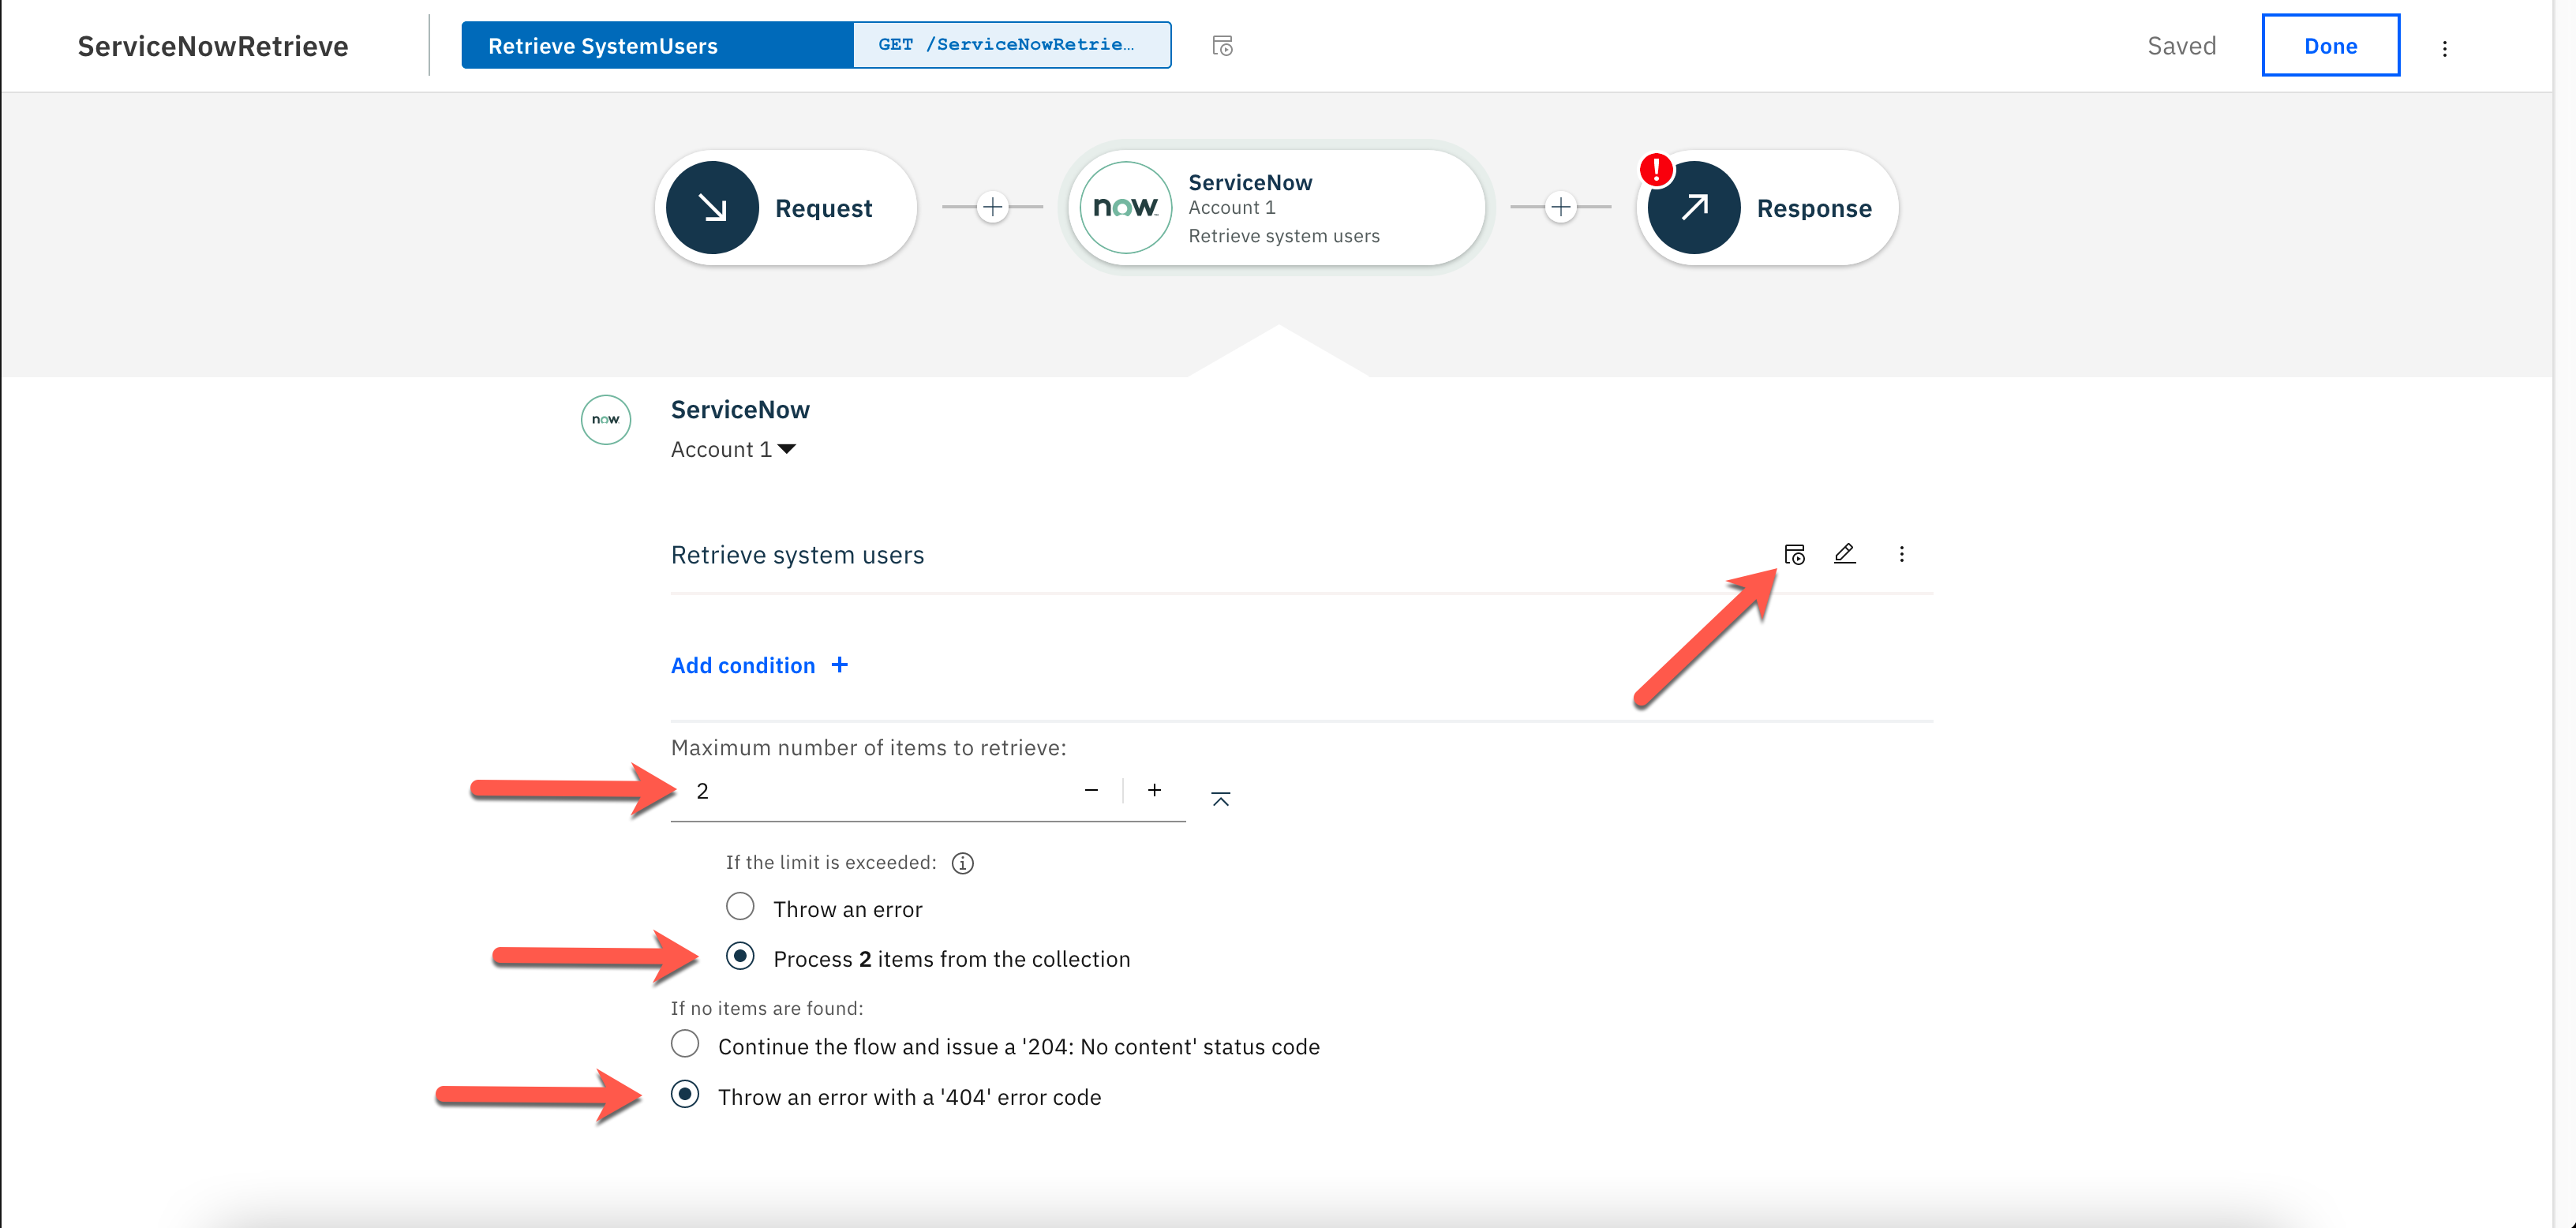 ServiceNowRetrieve
Retrieve SystemUsers
GET /ServiceNowRetrie…
Saved
Done
Request
now
ServiceNow
Account 1
Retrieve system users
!
Response
now
ServiceNow
Account 1
Retrieve system users
Add condition +
Maximum number of items to retrieve:
2
If the limit is exceeded:
Throw an error
Process 2 items from the collection
If no items are found:
Continue the flow and issue a '204: No content' status code
Throw an error with a '404' error code